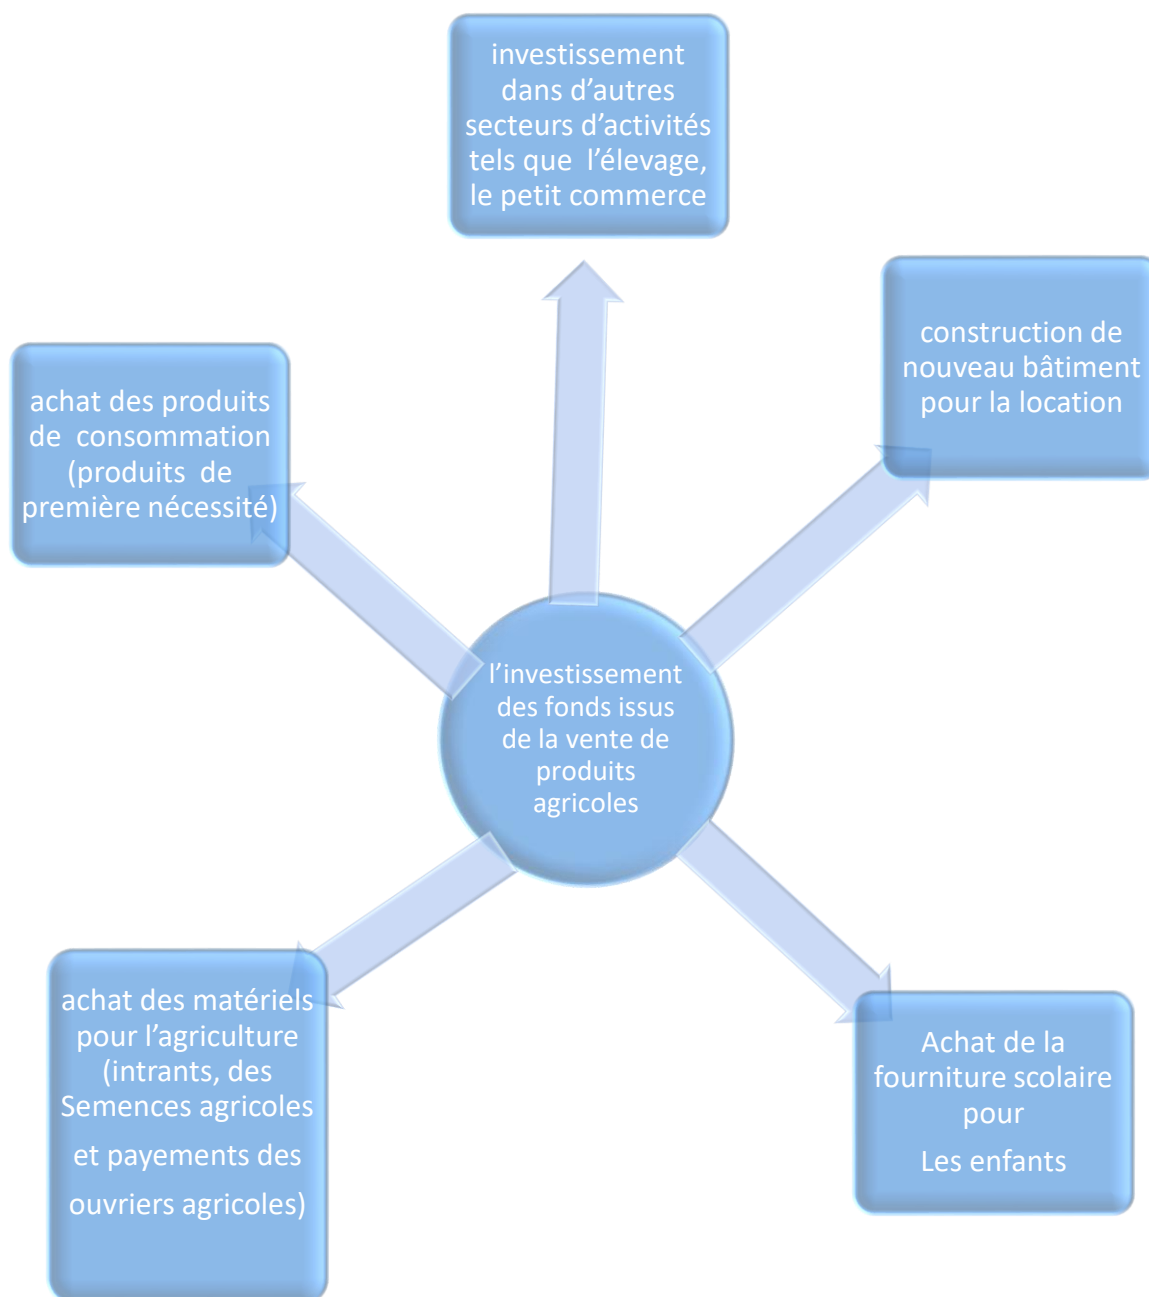 investissement
dans d’autres
secteurs d’activités
tels que l’élevage,
le petit commerce
construction de
nouveau bâtiment
pour la location
achat des produits
de consommation
(produits de
première nécessité)
l’investissement
des fonds issus
de la vente de
produits
agricoles
achat des matériels
pour l’agriculture
(intrants, des
Semences agricoles
et payements des
ouvriers agricoles)
Achat de la
fourniture scolaire
pour
Les enfants